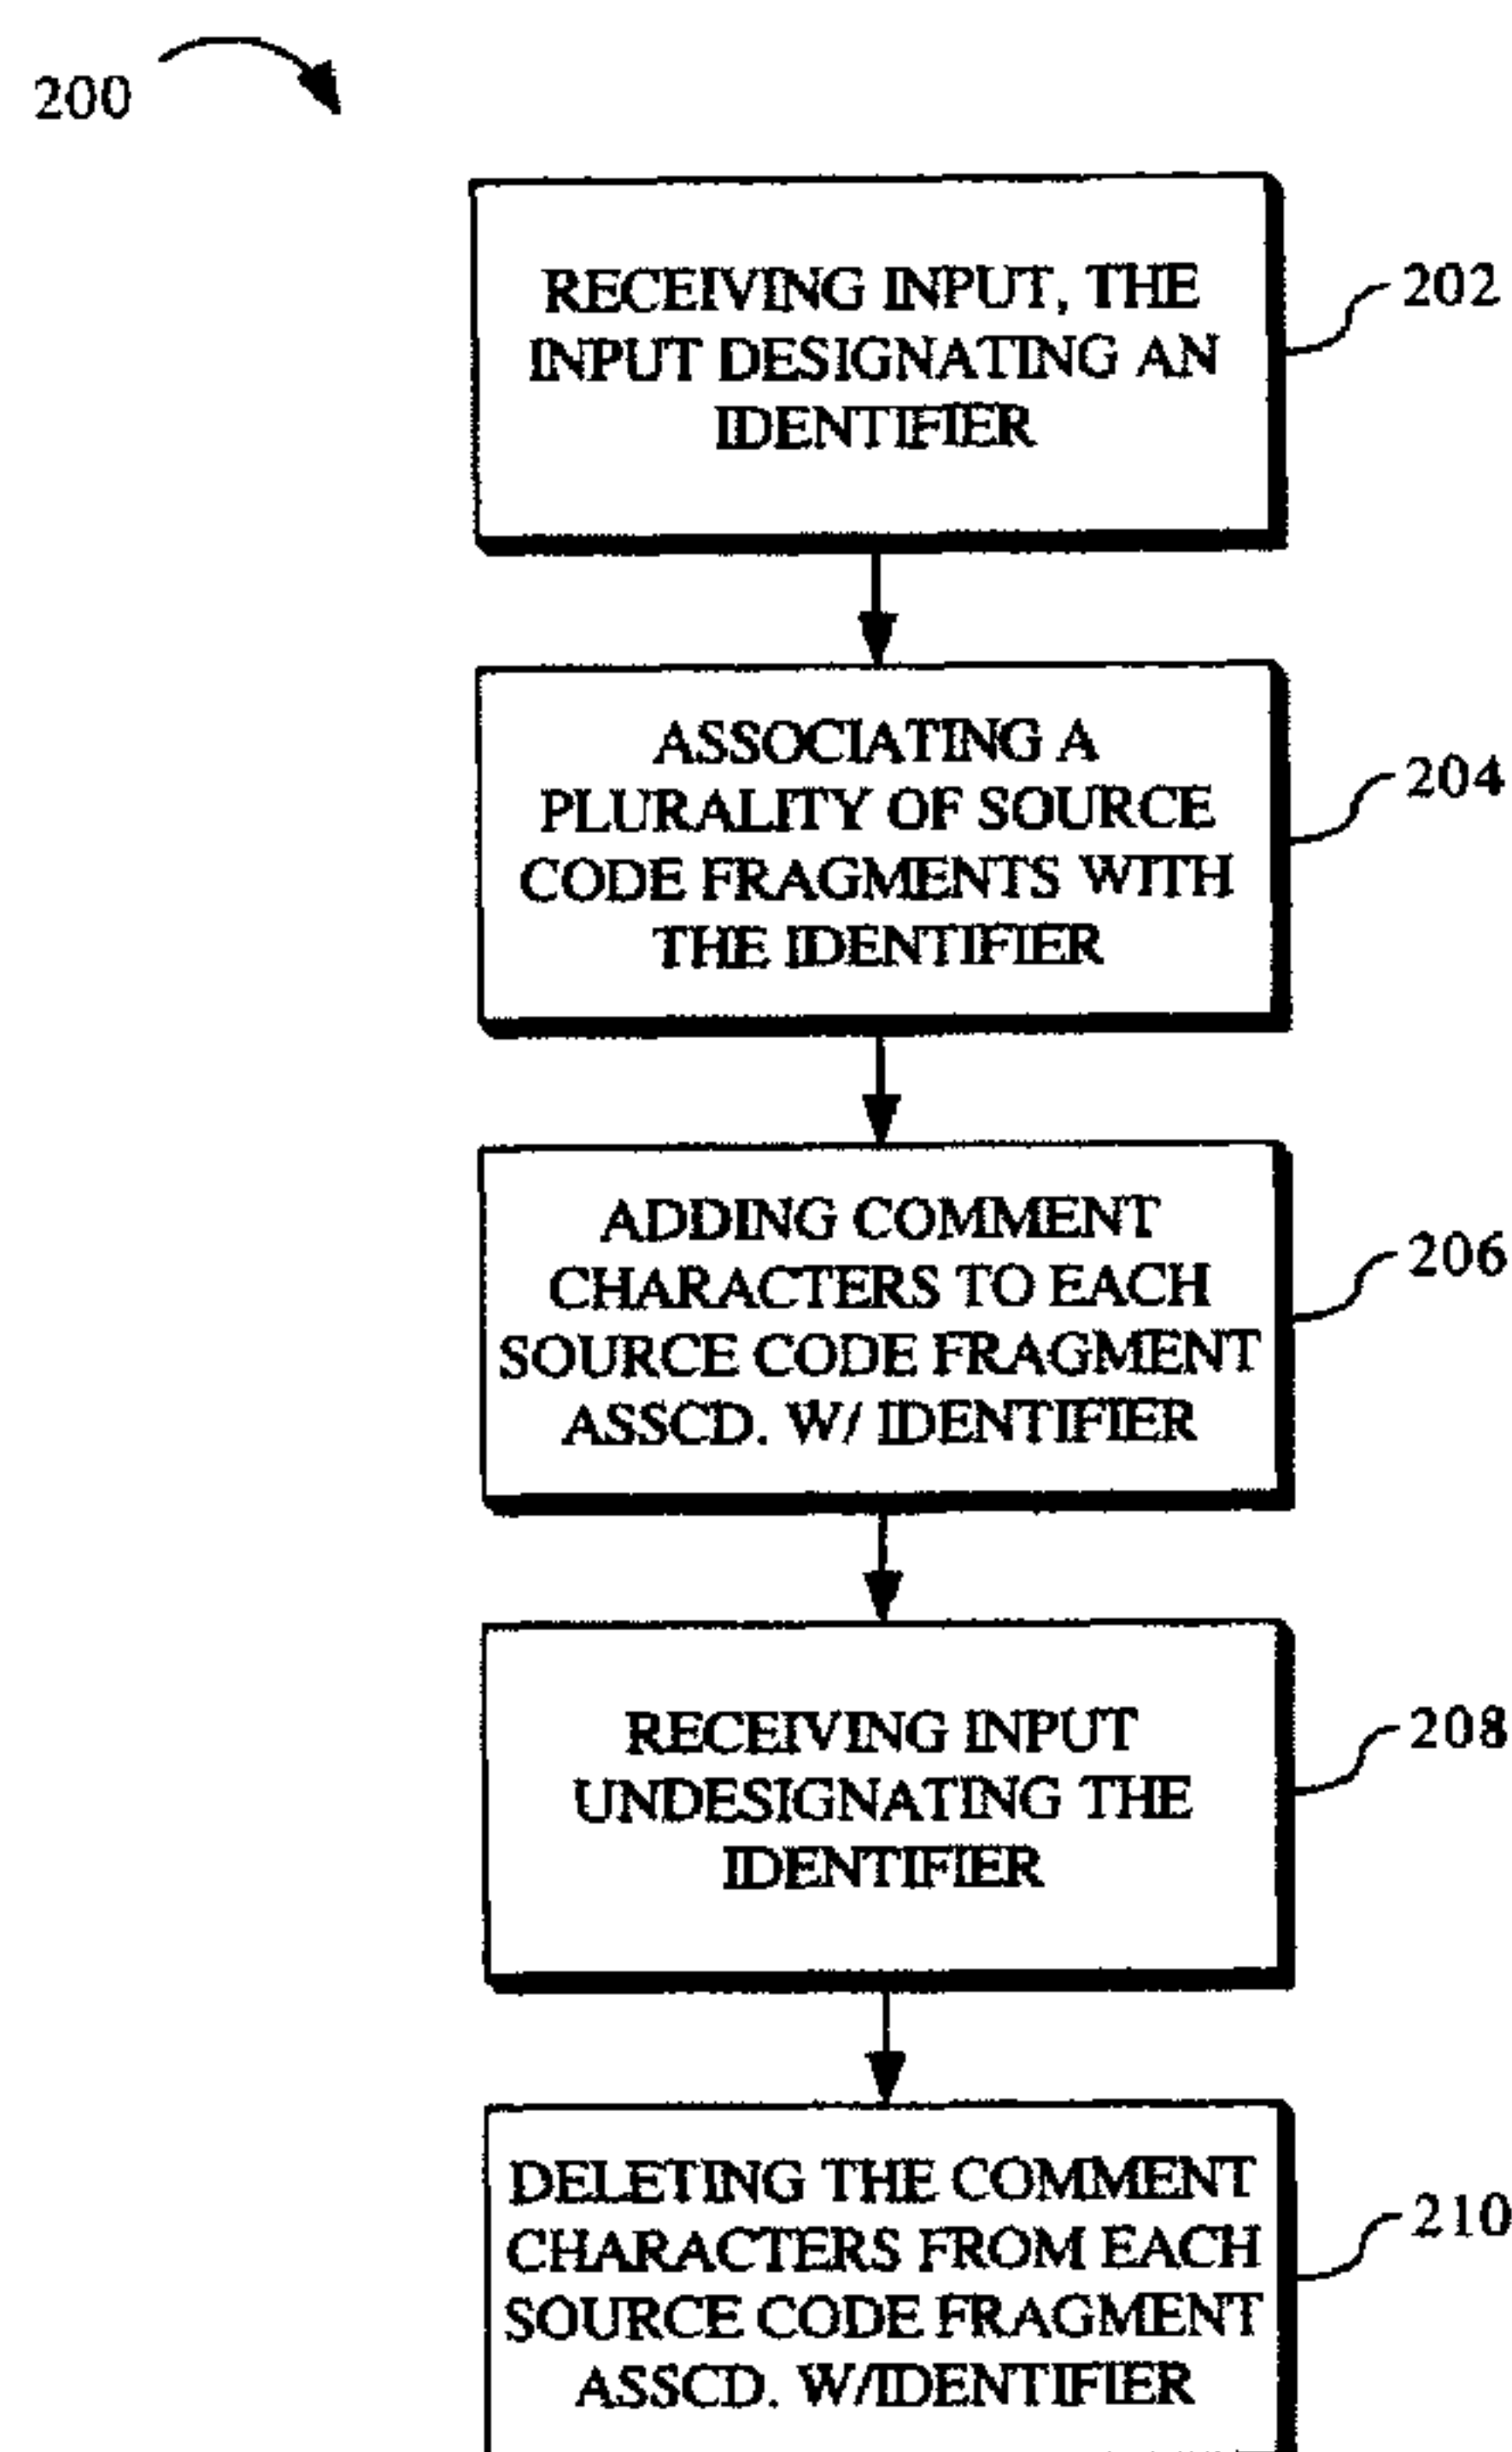 200
RECEIVING INPUT, THE
INPUT DESIGNATING AN
IDENTIFIER
202
ASSOCIATING A
PLURALITY OF SOURCE
CODE FRAGMENTS WITH
THE IDENTIFIER
204
ADDING COMMENT
CHARACTERS TO EACH
SOURCE CODE FRAGMENT
ASSCD. W/ IDENTIFIER
206
RECEIVING INPUT
UNDESIGNATING THE
IDENTIFIER
208
DELETING THE COMMENT
CHARACTERS FROM EACH
SOURCE CODE FRAGMENT
ASSCD. W/IDENTIFIER
210